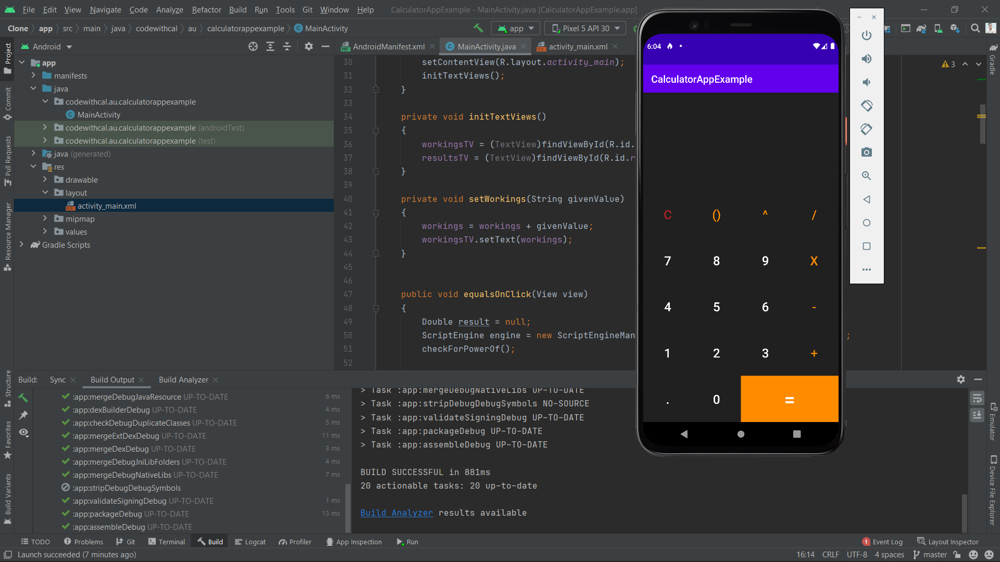 File Edit View Navigate Code Analyze Refactor Build Run Tools Git Window Help CalculatorAppExample - MainActivity.java [CalculatorAppExample.app]
Clone app src main java codewithcal au calculatorappexample MainActivity app Pixel 5 API 30
Android
AndroidManifest.xml MainActivity.java activity_main.xml
app
manifests
java
codewithcal.au.calculatorappexample
MainActivity
codewithcal.au.calculatorappexample (androidTest)
codewithcal.au.calculatorappexample (test)
java (generated)
res
drawable
layout
activity_main.xml
mipmap
values
Gradle Scripts
Project
Commit
Pull Requests
Resource Manager
Structure
Favorites
Build Variants
30 setContentView(R.layout.activity_main);
31 initTextViews();
32 }
33
34 private void initTextViews()
35 {
36 workingsTV = (TextView)findViewById(R.id.
37 resultsTV = (TextView)findViewById(R.id.r
38 }
39
40 private void setWorkings(String givenValue)
41 {
42 workings = workings + givenValue;
43 workingsTV.setText(workings);
44 }
45
46
47 public void equalsOnClick(View view)
48 {
49 Double result = null;
50 ScriptEngine engine = new ScriptEngineMan ;
51 checkForPowerOf();
52
3
6:04
CalculatorAppExample
C () ^ /
7 8 9 X
4 5 6 -
1 2 3 +
. 0 =
Gradle
Emulator
Device File Explorer
Build: Sync Build Output Build Analyzer
:app:mergeDebugJavaResource UP-TO-DATE 6 ms
:app:dexBuilderDebug UP-TO-DATE 4 ms
:app:checkDebugDuplicateClasses UP-TO-DATE 5 ms
:app:mergeExtDexDebug UP-TO-DATE 11 ms
:app:mergeDexDebug UP-TO-DATE 3 ms
:app:mergeDebugJniLibFolders UP-TO-DATE 4 ms
:app:mergeDebugNativeLibs UP-TO-DATE 7 ms
:app:stripDebugDebugSymbols
:app:validateSigningDebug UP-TO-DATE 1 ms
:app:packageDebug UP-TO-DATE 13 ms
:app:assembleDebug UP-TO-DATE
> Task :app:mergeDebugNativeLibs UP-TO-DATE
> Task :app:stripDebugDebugSymbols NO-SOURCE
> Task :app:validateSigningDebug UP-TO-DATE
> Task :app:packageDebug UP-TO-DATE
> Task :app:assembleDebug UP-TO-DATE
BUILD SUCCESSFUL in 881ms
20 actionable tasks: 20 up-to-date
Build Analyzer results available
TODO Problems Git Terminal Build Logcat Profiler App Inspection Run 1 Event Log Layout Inspector
Launch succeeded (7 minutes ago) 16:14 CRLF UTF-8 4 spaces master